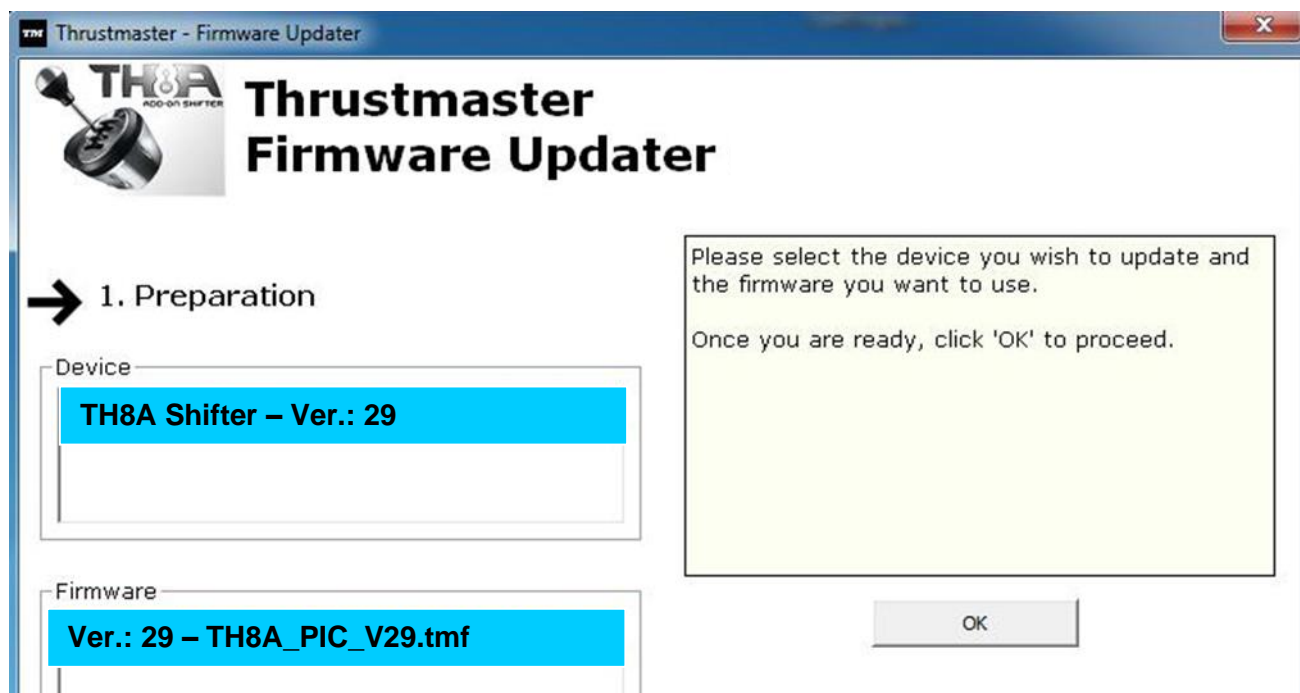 Thrustmaster - Firmware Updater
TH8A
ADD-ON SHIFTER
Thrustmaster
Firmware Updater
1. Preparation
Please select the device you wish to update and
the firmware you want to use.
Once you are ready, click 'OK' to proceed.
Device
TH8A Shifter – Ver.: 29
Firmware
Ver.: 29 – TH8A_PIC_V29.tmf
OK